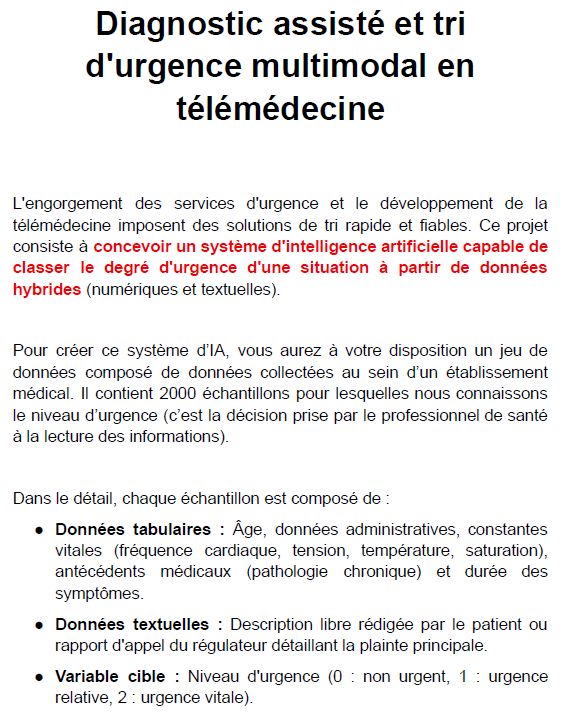 Diagnostic assisté et tri
d'urgence multimodal en
télémédecine
L'engorgement des services d'urgence et le développement de la
télémédecine imposent des solutions de tri rapide et fiables. Ce projet
consiste à concevoir un système d'intelligence artificielle capable de
classer le degré d'urgence d'une situation à partir de données
hybrides (numériques et textuelles).
Pour créer ce système d’IA, vous aurez à votre disposition un jeu de
données composé de données collectées au sein d’un établissement
médical. Il contient 2000 échantillons pour lesquelles nous connaissons
le niveau d’urgence (c’est la décision prise par le professionnel de santé
à la lecture des informations).
Dans le détail, chaque échantillon est composé de :
● Données tabulaires : Âge, données administratives, constantes
vitales (fréquence cardiaque, tension, température, saturation),
antécédents médicaux (pathologie chronique) et durée des
symptômes.
● Données textuelles : Description libre rédigée par le patient ou
rapport d'appel du régulateur détaillant la plainte principale.
● Variable cible : Niveau d'urgence (0 : non urgent, 1 : urgence
relative, 2 : urgence vitale).